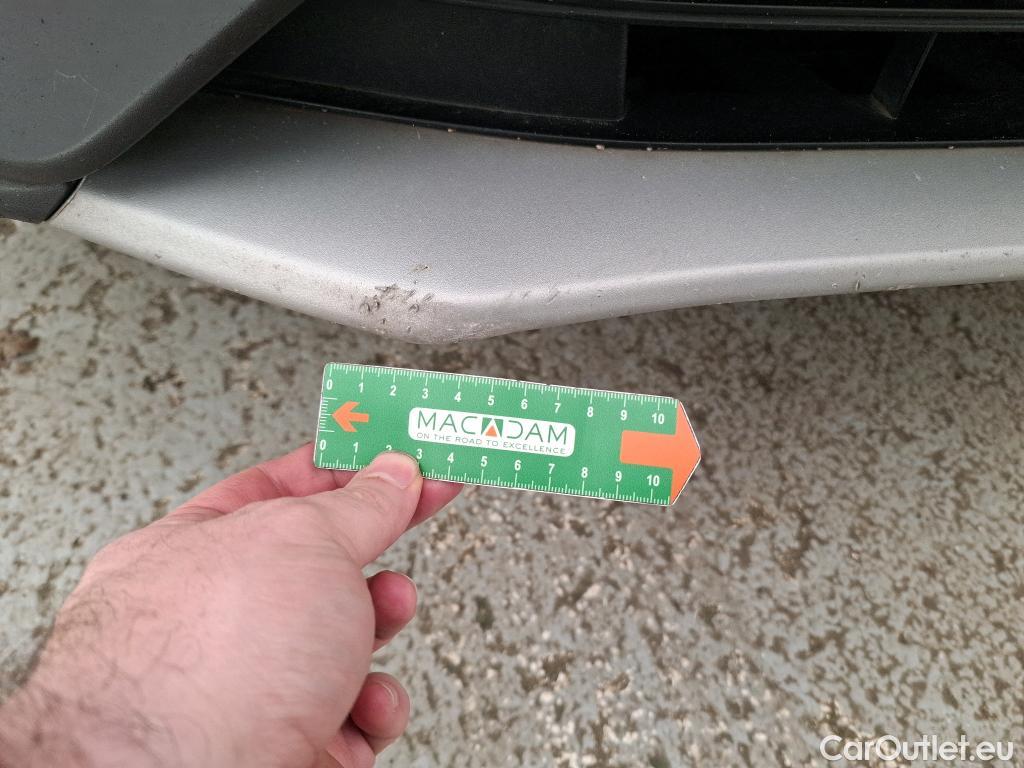 0 1 2 3 4 5 6 7 8 9 10
MACADAM
ON THE ROAD TO EXCELLENCE
0 1 2 3 4 5 6 7 8 9 10
CarOutlet.eu